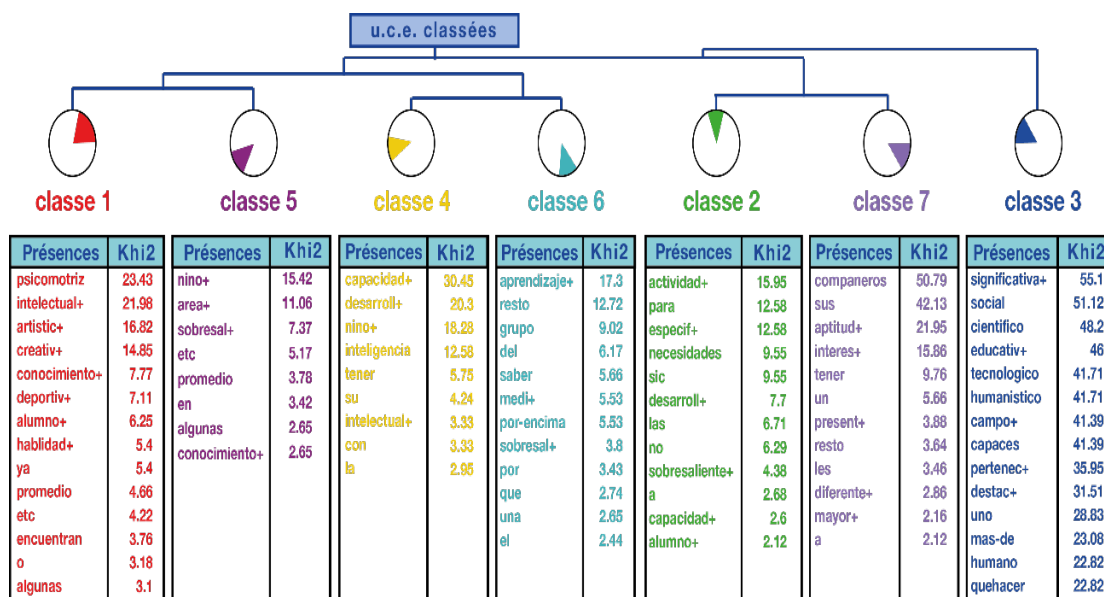 u.c.e. classées
classe 1
classe 5
classe 4
classe 6
classe 2
classe 7
classe 3
Présences Khi2
psicomotriz 23.43
intelectual+ 21.98
artistic+ 16.82
creativ+ 14.85
conocimiento+ 7.77
deportiv+ 7.11
alumno+ 6.25
hablidad+ 5.4
ya 5.4
promedio 4.66
etc 4.22
encuentran 3.76
o 3.18
algunas 3.1
Présences Khi2
nino+ 15.42
area+ 11.06
sobresal+ 7.37
etc 5.17
promedio 3.78
en 3.42
algunas 2.65
conocimiento+ 2.65
Présences Khi2
capacidad+ 30.45
desarroll+ 20.3
nino+ 18.28
inteligencia 12.58
tener 5.75
su 4.24
intelectual+ 3.33
con 3.33
la 2.95
Présences Khi2
aprendizaje+ 17.3
resto 12.72
grupo 9.02
del 6.17
saber 5.66
medi+ 5.53
por-encima 5.53
sobresal+ 3.8
por 3.43
que 2.74
una 2.65
el 2.44
Présences Khi2
actividad+ 15.95
para 12.58
especif+ 12.58
necesidades 9.55
sic 9.55
desarroll+ 7.7
las 6.71
no 6.29
sobresaliente+ 4.38
a 2.68
capacidad+ 2.6
alumno+ 2.12
Présences Khi2
companeros 50.79
sus 42.13
aptitud+ 21.95
interes+ 15.86
tener 9.76
un 5.66
present+ 3.88
resto 3.64
les 3.46
diferente+ 2.86
mayor+ 2.16
a 2.12
Présences Khi2
significativa+ 55.1
social 51.12
cientifico 48.2
educativ+ 46
tecnologico 41.71
humanistico 41.71
campo+ 41.39
capaces 41.39
pertenec+ 35.95
destac+ 31.51
uno 28.83
mas-de 23.08
humano 22.82
quehacer 22.82